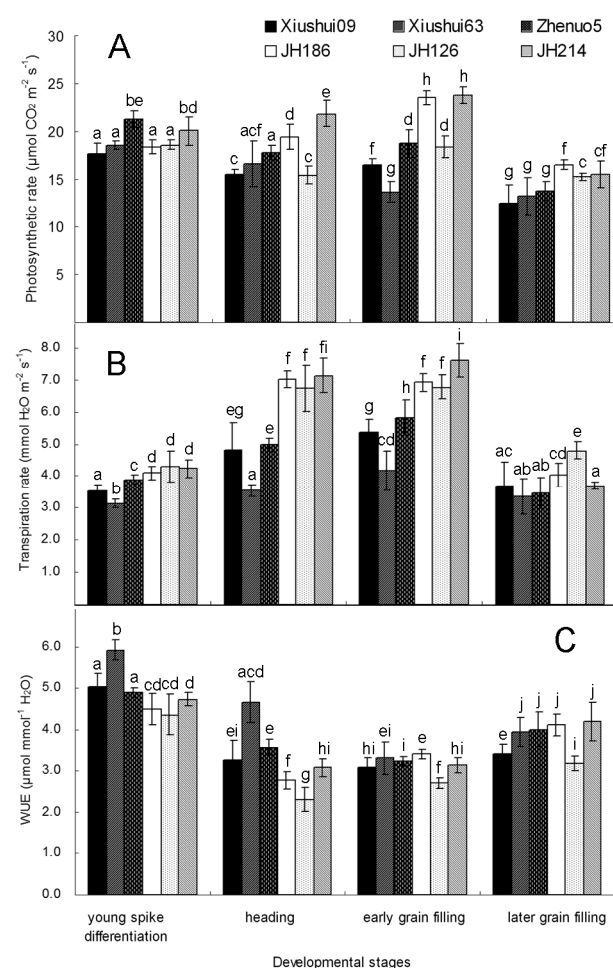 Xiushui09 Xiushui63 Zhenuo5
JH186 JH126 JH214
A
Photosynthetic rate (µmol CO₂ m⁻² s⁻¹)
30
25
20
15
10
5
a a be a a bd
c acf a d c e
f g d h d h
g g g f c cf
B
Transpiration rate (mmol H₂O m⁻² s⁻¹)
8.0
7.0
6.0
5.0
4.0
3.0
2.0
1.0
a b c d d d
eg a e f f fi
g cd h f f i
ac ab ab cd e a
C
WUE (µmol mmol⁻¹ H₂O)
6.0
5.0
4.0
3.0
2.0
1.0
0.0
a b a cd cd d
ei acd e f g hi
hi ei i e f hi
e j j j i j
young spike differentiation
heading
early grain filling
later grain filling
Developmental stages